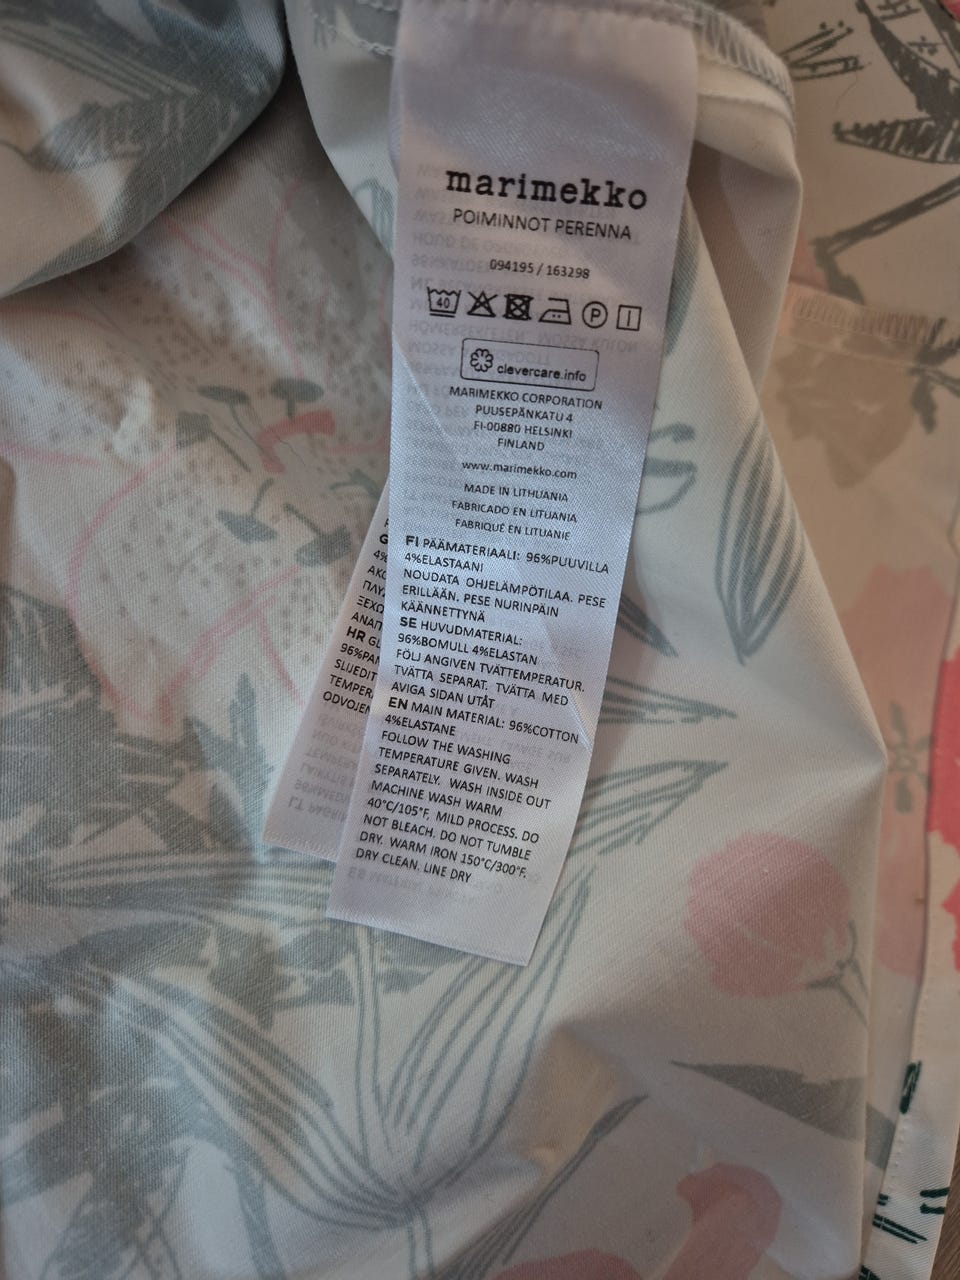 marimekko
POIMINNOT PERENNA
094195 / 163298
40 P
clevercare.info
MARIMEKKO CORPORATION
PUUSEPÄNKATU 4
FI-00880 HELSINKI
FINLAND
www.marimekko.com
MADE IN LITHUANIA
FABRICADO EN LITUANIA
FABRIQUÉ EN LITUANIE
FI PÄÄMATERIAALI: 96%PUUVILLA
4%ELASTAANI
NOUDATA OHJELÄMPÖTILAA. PESE
ERILLÄÄN. PESE NURINPÄIN
KÄÄNNETTYNÄ
SE HUVUDMATERIAL:
96%BOMULL 4%ELASTAN
FÖLJ ANGIVEN TVÄTTEMPERATUR.
TVÄTTA SEPARAT. TVÄTTA MED
AVIGA SIDAN UTÅT
EN MAIN MATERIAL: 96%COTTON
4%ELASTANE
FOLLOW THE WASHING
TEMPERATURE GIVEN. WASH
SEPARATELY. WASH INSIDE OUT
MACHINE WASH WARM
40°C/105°F, MILD PROCESS. DO
NOT BLEACH. DO NOT TUMBLE
DRY. WARM IRON 150°C/300°F.
DRY CLEAN. LINE DRY
HR